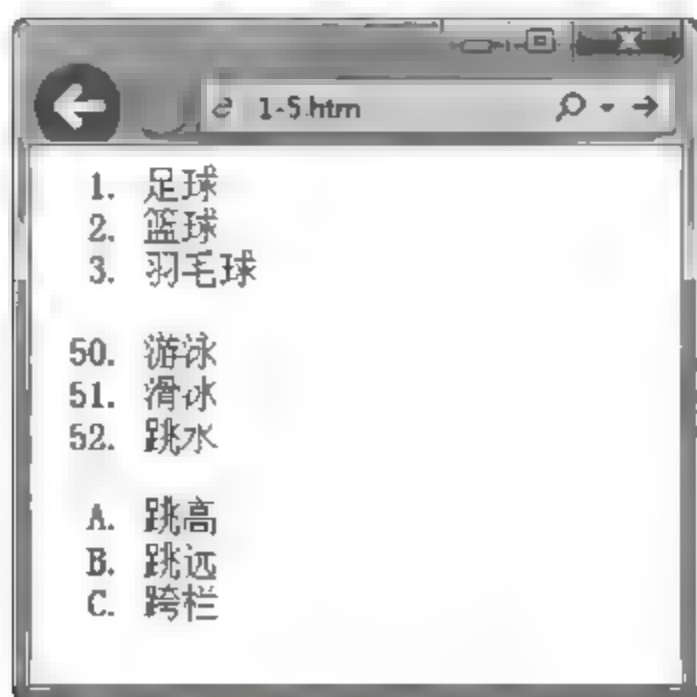 1-5.htm
1. 足球
2. 篮球
3. 羽毛球
50. 游泳
51. 滑冰
52. 跳水
A. 跳高
B. 跳远
C. 跨栏